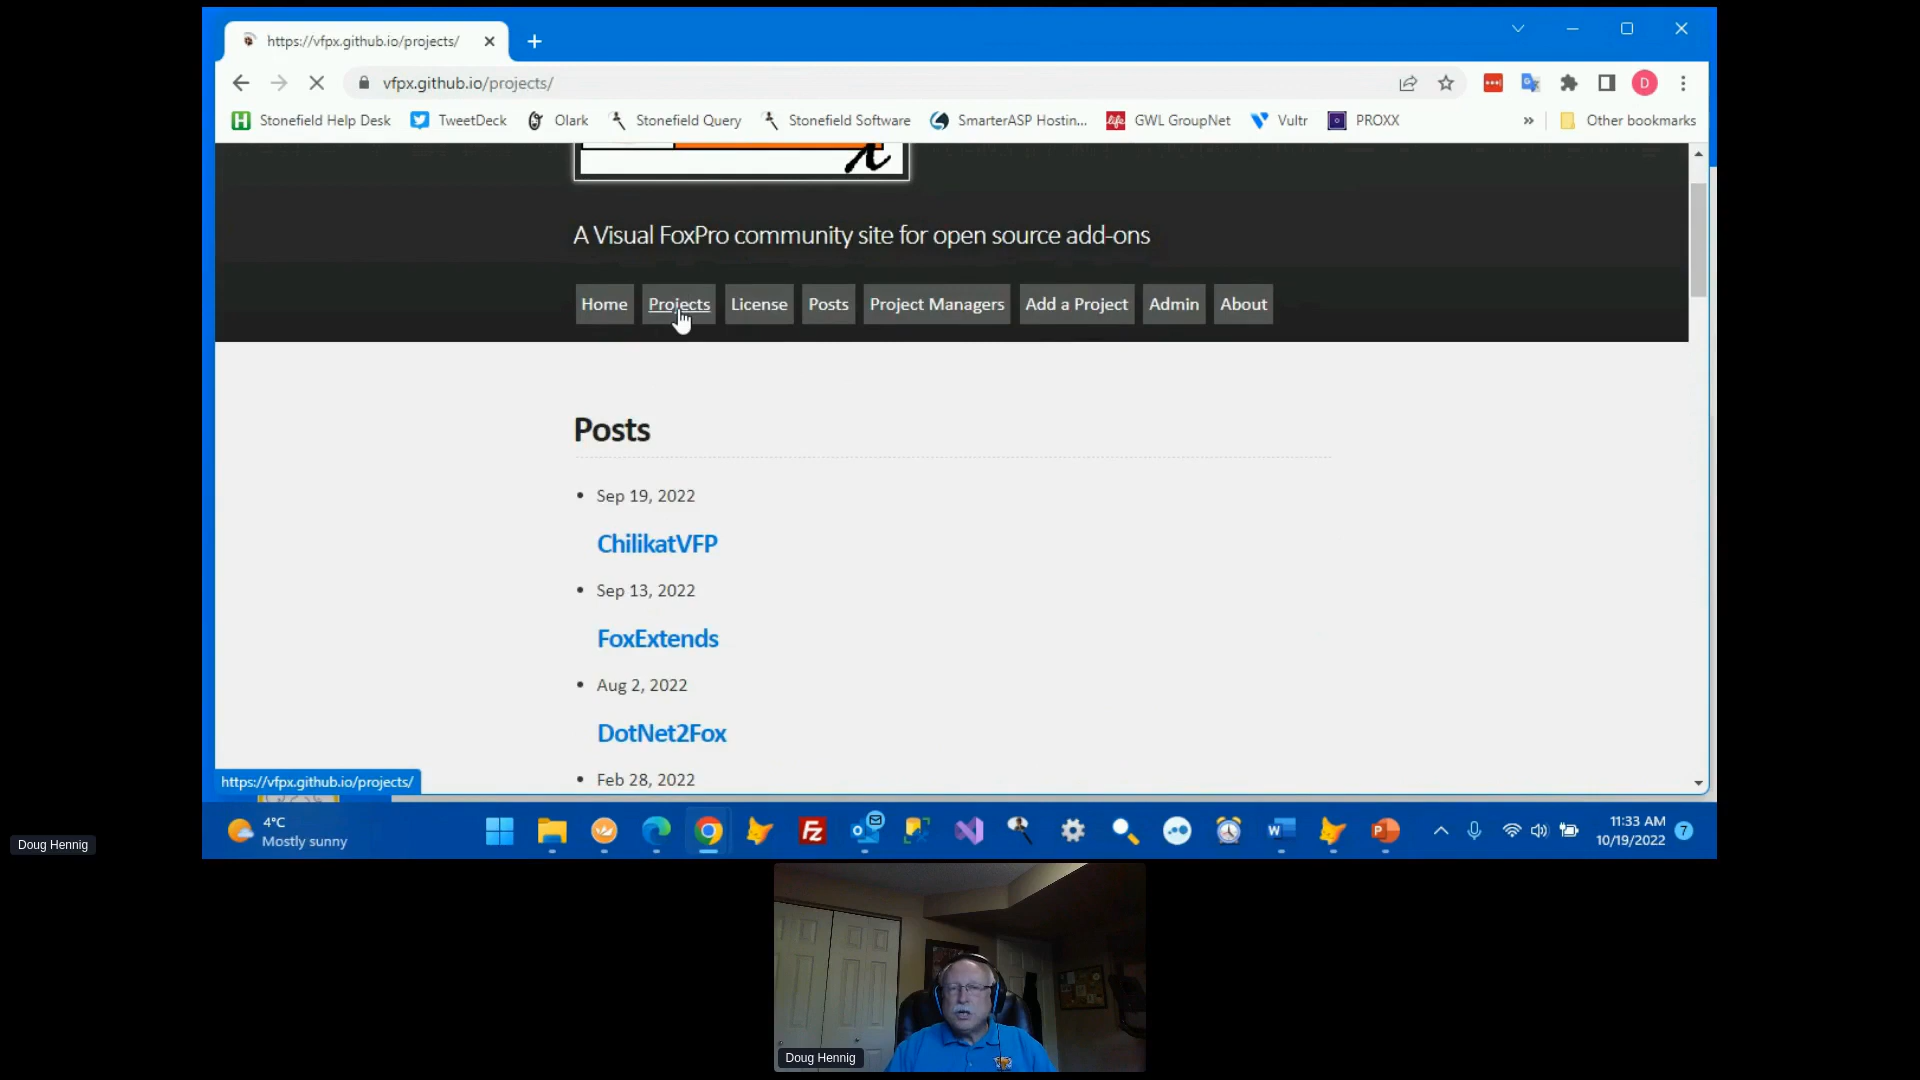 https://vfpx.github.io/projects/
vfpx.github.io/projects/
D
Stonefield Help Desk
TweetDeck
Olark
Stonefield Query
Stonefield Software
SmarterASP Hostin...
GWL GroupNet
Vultr
PROXX
»
Other bookmarks
A Visual FoxPro community site for open source add-ons
Home
Projects
License
Posts
Project Managers
Add a Project
Admin
About
Posts
Sep 19, 2022
ChilikatVFP
Sep 13, 2022
FoxExtends
Aug 2, 2022
DotNet2Fox
Feb 28, 2022
https://vfpx.github.io/projects/
4°C
Mostly sunny
11:33 AM
10/19/2022
7
Doug Hennig
Doug Hennig